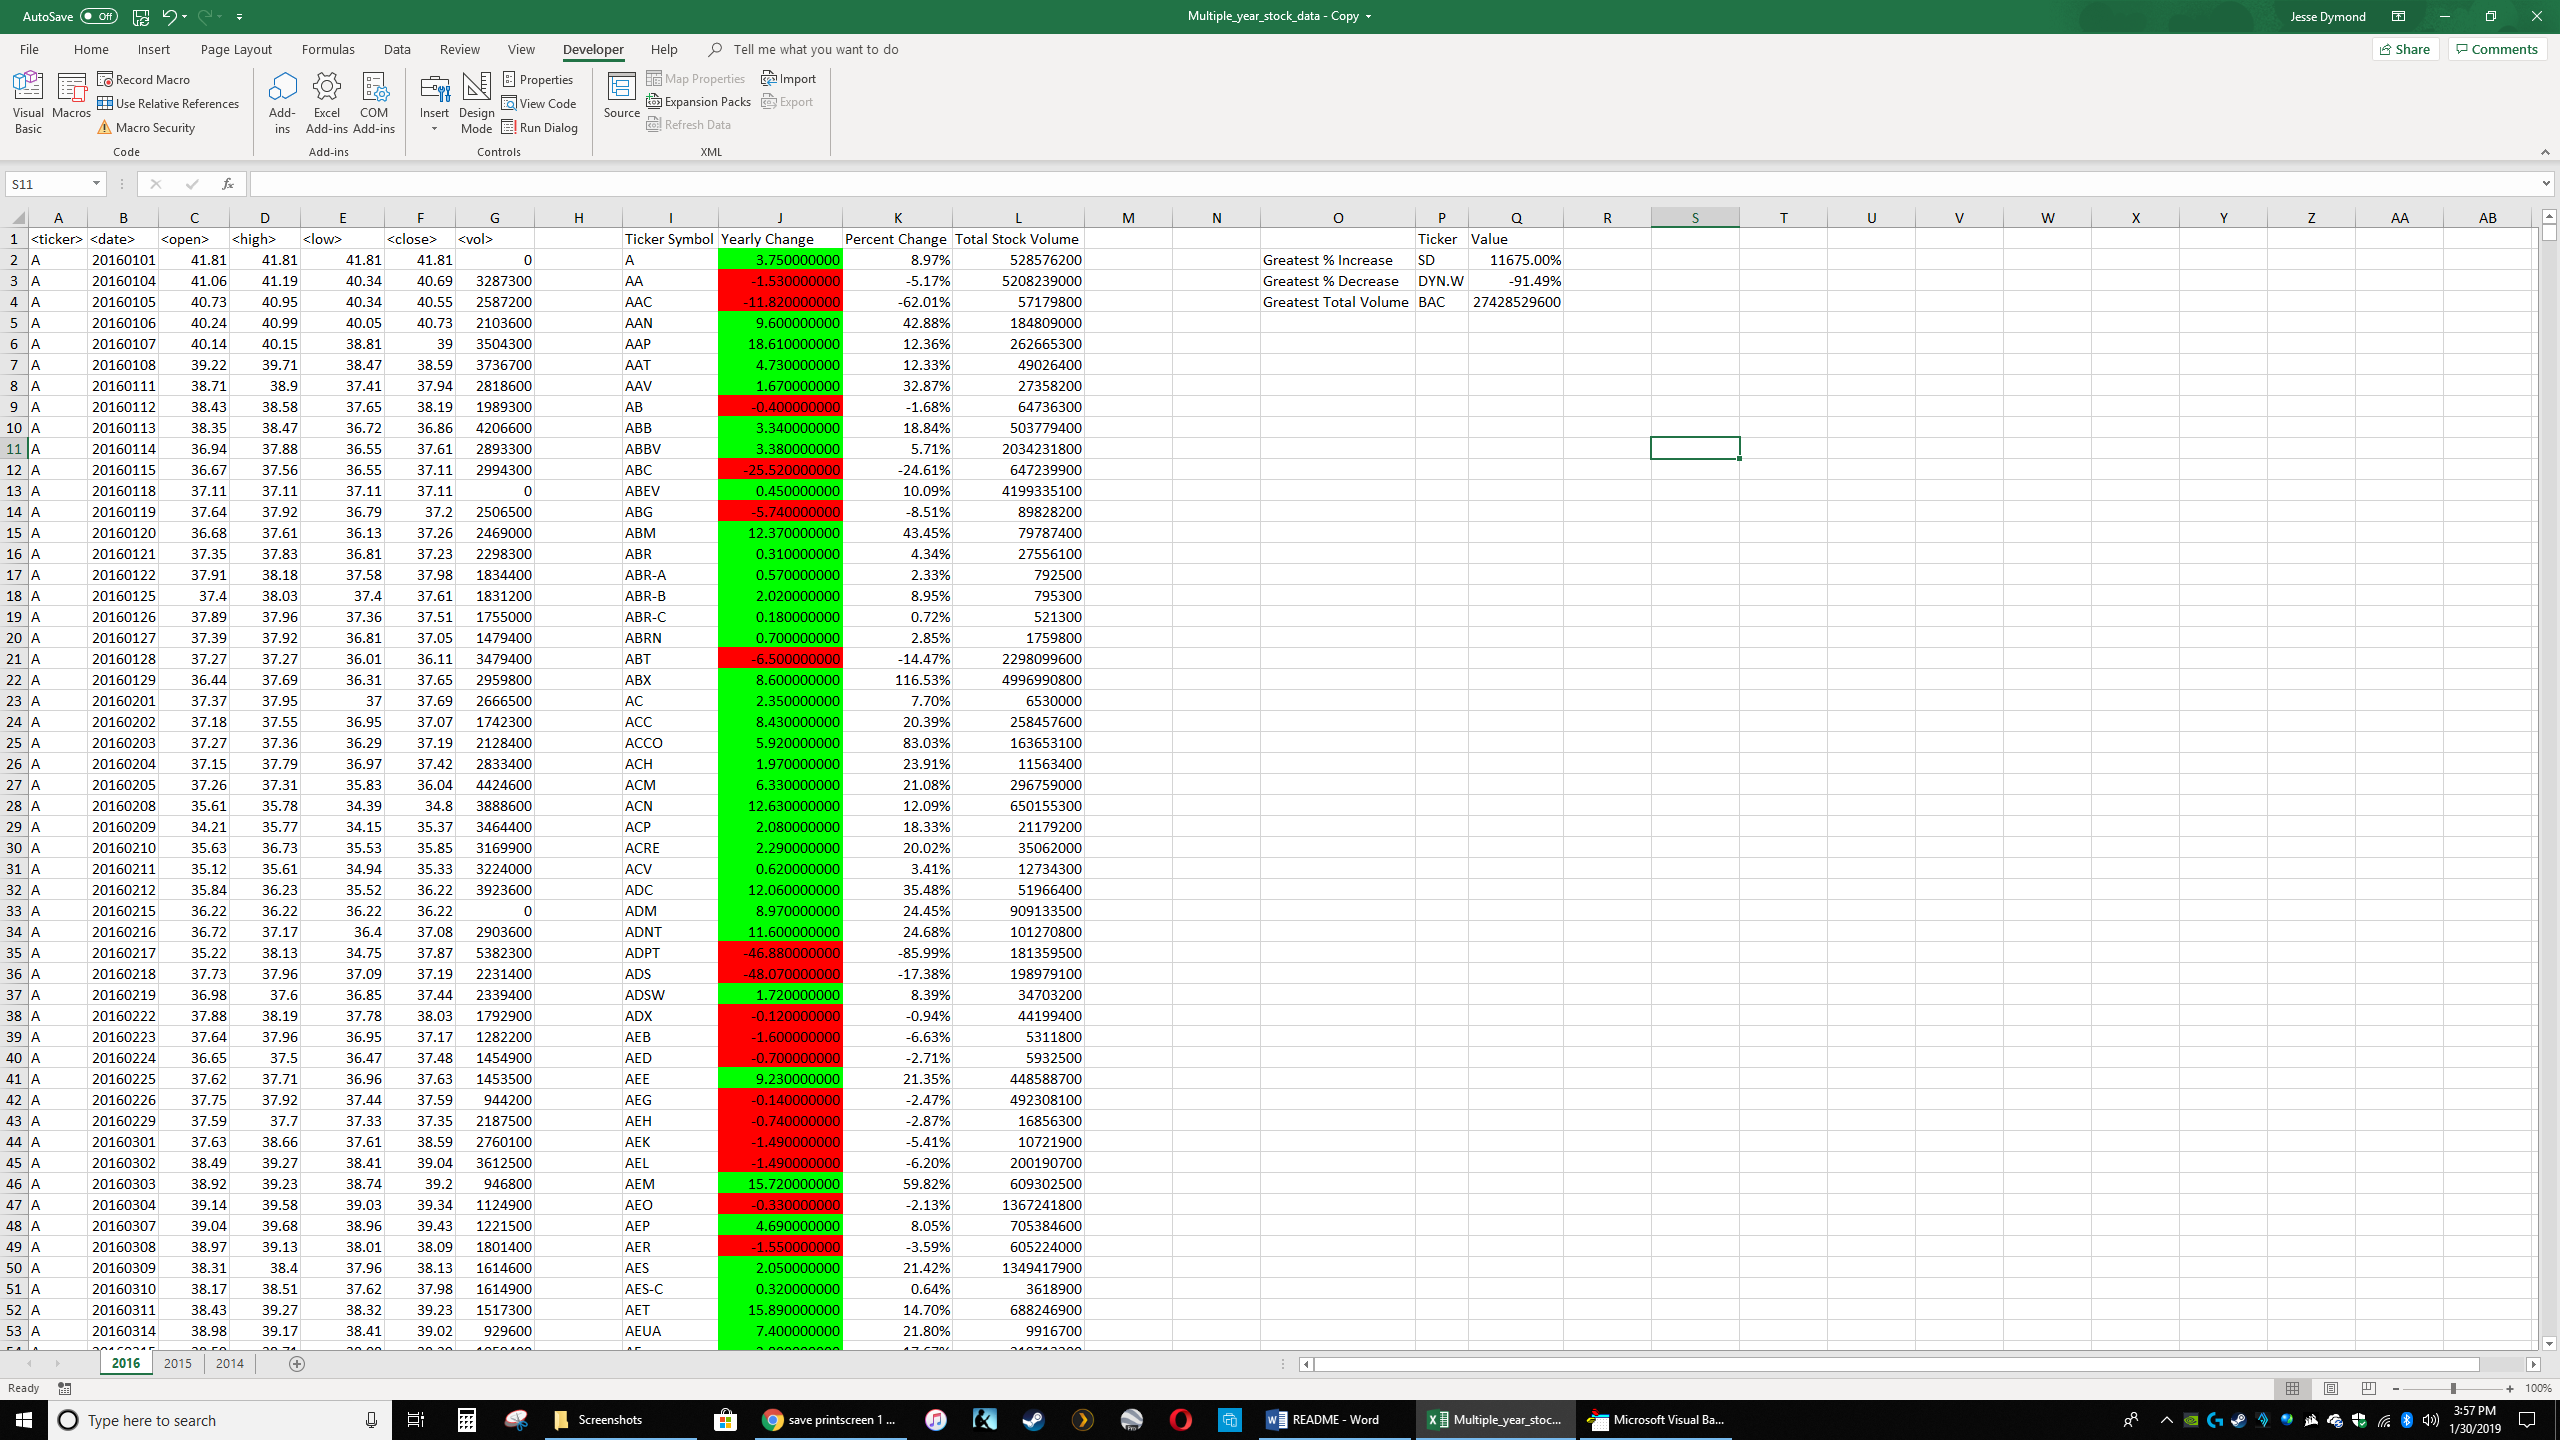 AutoSave Off
Multiple_year_stock_data - Copy
Jesse Dymond
File Home Insert Page Layout Formulas Data Review View Developer Help Tell me what you want to do
Share Comments
Visual Basic
Macros
Record Macro
Use Relative References
Macro Security
Code
Add-ins
Excel Add-ins
COM Add-ins
Add-ins
Insert
Design Mode
Properties
View Code
Run Dialog
Controls
Source
Map Properties
Expansion Packs
Refresh Data
Import
Export
XML
S11
fx
A B C D E F G H I J K L M N O P Q R S T U V W X Y Z AA AB
1 <ticker> <date> <open> <high> <low> <close> <vol> Ticker Symbol Yearly Change Percent Change Total Stock Volume Ticker Value
2 A 20160101 41.81 41.81 41.81 41.81 0 A 3.750000000 8.97% 528576200 Greatest % Increase SD 11675.00%
3 A 20160104 41.06 41.19 40.34 40.69 3287300 AA -1.530000000 -5.17% 5208239000 Greatest % Decrease DYN.W -91.49%
4 A 20160105 40.73 40.95 40.34 40.55 2587200 AAC -11.820000000 -62.01% 57179800 Greatest Total Volume BAC 27428529600
5 A 20160106 40.24 40.99 40.05 40.73 2103600 AAN 9.600000000 42.88% 184809000
6 A 20160107 40.14 40.15 38.81 39 3504300 AAP 18.610000000 12.36% 262665300
7 A 20160108 39.22 39.71 38.47 38.59 3736700 AAT 4.730000000 12.33% 49026400
8 A 20160111 38.71 38.9 37.41 37.94 2818600 AAV 1.670000000 32.87% 27358200
9 A 20160112 38.43 38.58 37.65 38.19 1989300 AB -0.400000000 -1.68% 64736300
10 A 20160113 38.35 38.47 36.72 36.86 4206600 ABB 3.340000000 18.84% 503779400
11 A 20160114 36.94 37.88 36.55 37.61 2893300 ABBV 3.380000000 5.71% 2034231800
12 A 20160115 36.67 37.56 36.55 37.11 2994300 ABC -25.520000000 -24.61% 647239900
13 A 20160118 37.11 37.11 37.11 37.11 0 ABEV 0.450000000 10.09% 4199335100
14 A 20160119 37.64 37.92 36.79 37.2 2506500 ABG -5.740000000 -8.51% 89828200
15 A 20160120 36.68 37.61 36.13 37.26 2469000 ABM 12.370000000 43.45% 79787400
16 A 20160121 37.35 37.83 36.81 37.23 2298300 ABR 0.310000000 4.34% 27556100
17 A 20160122 37.91 38.18 37.58 37.98 1834400 ABR-A 0.570000000 2.33% 792500
18 A 20160125 37.4 38.03 37.4 37.61 1831200 ABR-B 2.020000000 8.95% 795300
19 A 20160126 37.89 37.96 37.36 37.51 1755000 ABR-C 0.180000000 0.72% 521300
20 A 20160127 37.39 37.92 36.81 37.05 1479400 ABRN 0.700000000 2.85% 1759800
21 A 20160128 37.27 37.27 36.01 36.11 3479400 ABT -6.500000000 -14.47% 2298099600
22 A 20160129 36.44 37.69 36.31 37.65 2959800 ABX 8.600000000 116.53% 4996990800
23 A 20160201 37.37 37.95 37 37.69 2666500 AC 2.350000000 7.70% 6530000
24 A 20160202 37.18 37.55 36.95 37.07 1742300 ACC 8.430000000 20.39% 258457600
25 A 20160203 37.27 37.36 36.29 37.19 2128400 ACCO 5.920000000 83.03% 163653100
26 A 20160204 37.15 37.79 36.97 37.42 2833400 ACH 1.970000000 23.91% 11563400
27 A 20160205 37.26 37.31 35.83 36.04 4424600 ACM 6.330000000 21.08% 296759000
28 A 20160208 35.61 35.78 34.39 34.8 3888600 ACN 12.630000000 12.09% 650155300
29 A 20160209 34.21 35.77 34.15 35.37 3464400 ACP 2.080000000 18.33% 21179200
30 A 20160210 35.63 36.73 35.53 35.85 3169900 ACRE 2.290000000 20.02% 35062000
31 A 20160211 35.12 35.61 34.94 35.33 3224000 ACV 0.620000000 3.41% 12734300
32 A 20160212 35.84 36.23 35.52 36.22 3923600 ADC 12.060000000 35.48% 51966400
33 A 20160215 36.22 36.22 36.22 36.22 0 ADM 8.970000000 24.45% 909133500
34 A 20160216 36.72 37.17 36.4 37.08 2903600 ADNT 11.600000000 24.68% 101270800
35 A 20160217 35.22 38.13 34.75 37.87 5382300 ADPT -46.880000000 -85.99% 181359500
36 A 20160218 37.73 37.96 37.09 37.19 2231400 ADS -48.070000000 -17.38% 198979100
37 A 20160219 36.98 37.6 36.85 37.44 2339400 ADSW 1.720000000 8.39% 34703200
38 A 20160222 37.88 38.19 37.78 38.03 1792900 ADX -0.120000000 -0.94% 44199400
39 A 20160223 37.64 37.96 36.95 37.17 1282200 AEB -1.600000000 -6.63% 5311800
40 A 20160224 36.65 37.5 36.47 37.48 1454900 AED -0.700000000 -2.71% 5932500
41 A 20160225 37.62 37.71 36.96 37.63 1453500 AEE 9.230000000 21.35% 448588700
42 A 20160226 37.75 37.92 37.44 37.59 944200 AEG -0.140000000 -2.47% 492308100
43 A 20160229 37.59 37.7 37.33 37.35 2187500 AEH -0.740000000 -2.87% 16856300
44 A 20160301 37.63 38.66 37.61 38.59 2760100 AEK -1.490000000 -5.41% 10721900
45 A 20160302 38.49 39.27 38.41 39.04 3612500 AEL -1.490000000 -6.20% 200190700
46 A 20160303 38.92 39.23 38.74 39.2 946800 AEM 15.720000000 59.82% 609302500
47 A 20160304 39.14 39.58 39.03 39.34 1124900 AEO -0.330000000 -2.13% 1367241800
48 A 20160307 39.04 39.68 38.96 39.43 1221500 AEP 4.690000000 8.05% 705384600
49 A 20160308 38.97 39.13 38.01 38.09 1801400 AER -1.550000000 -3.59% 605224000
50 A 20160309 38.31 38.4 37.96 38.13 1614600 AES 2.050000000 21.42% 1349417900
51 A 20160310 38.17 38.51 37.62 37.98 1614900 AES-C 0.320000000 0.64% 3618900
52 A 20160311 38.43 39.27 38.32 39.23 1517300 AET 15.890000000 14.70% 688246900
53 A 20160314 38.98 39.17 38.41 39.02 929600 AEUA 7.400000000 21.80% 9916700
2016 2015 2014
Ready
100%
Type here to search
Screenshots
save printscreen 1 ...
README - Word
Multiple_year_stoc...
Microsoft Visual Ba...
3:57 PM
1/30/2019